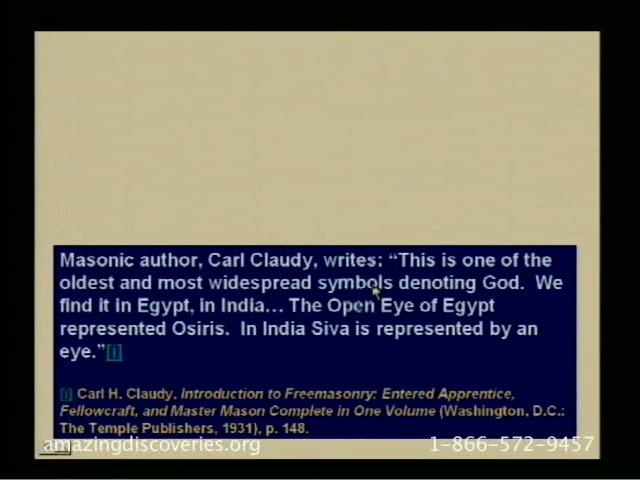 Masonic author, Carl Claudy, writes: “This is one of the
oldest and most widespread symbols denoting God. We
find it in Egypt, in India... The Open Eye of Egypt
represented Osiris. In India Siva is represented by an
eye.”[i]
[i] Carl H. Claudy, Introduction to Freemasonry: Entered Apprentice,
Fellowcraft, and Master Mason Complete in One Volume (Washington, D.C.:
The Temple Publishers, 1931), p. 148.
amazingdiscoveries.org 1-866-572-9457